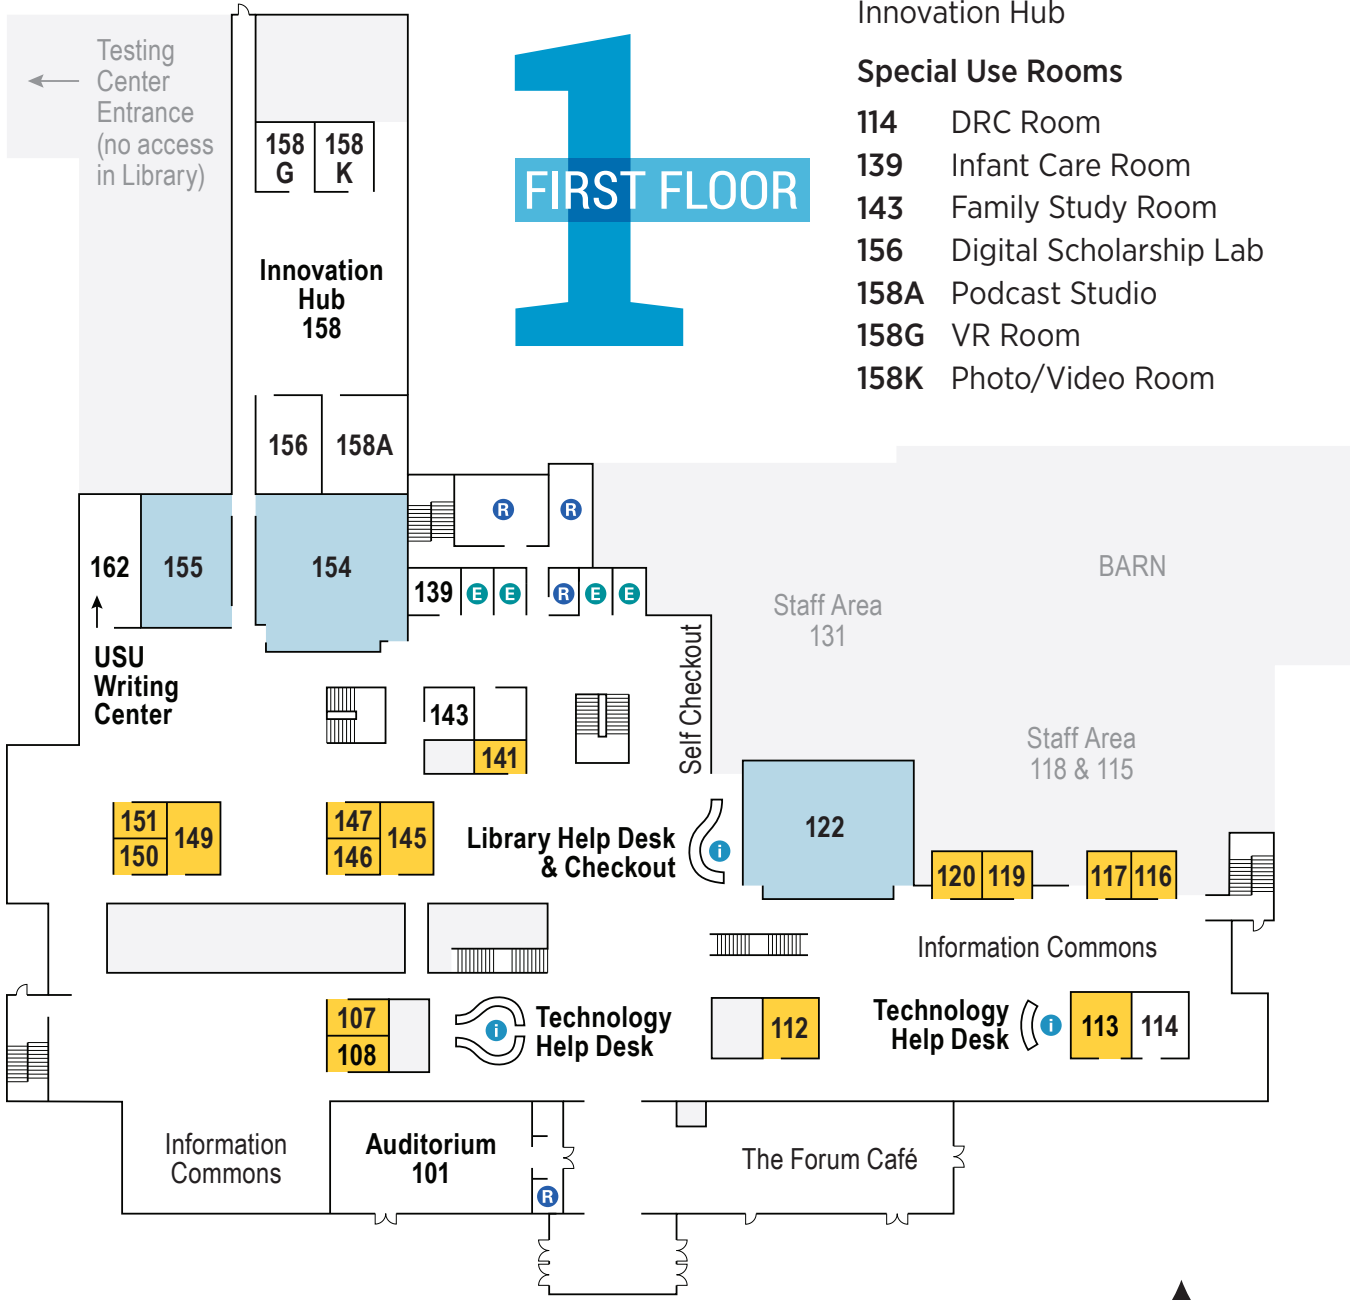 Innovation Hub
Special Use Rooms
114 DRC Room
139 Infant Care Room
143 Family Study Room
156 Digital Scholarship Lab
158A Podcast Studio
158G VR Room
158K Photo/Video Room
1
FIRST FLOOR
Testing
Center
Entrance
(no access
in Library)
158
G
158
K
Innovation
Hub
158
156
158A
R
R
162
155
154
139
E
E
R
E
E
BARN
Staff Area
131
USU
Writing
Center
Self Checkout
143
141
Staff Area
118 & 115
151
150
149
147
146
145
Library Help Desk
& Checkout
i
122
120
119
117
116
Information Commons
107
108
i
Technology
Help Desk
112
Technology
Help Desk
i
113
114
Information
Commons
Auditorium
101
R
The Forum Café